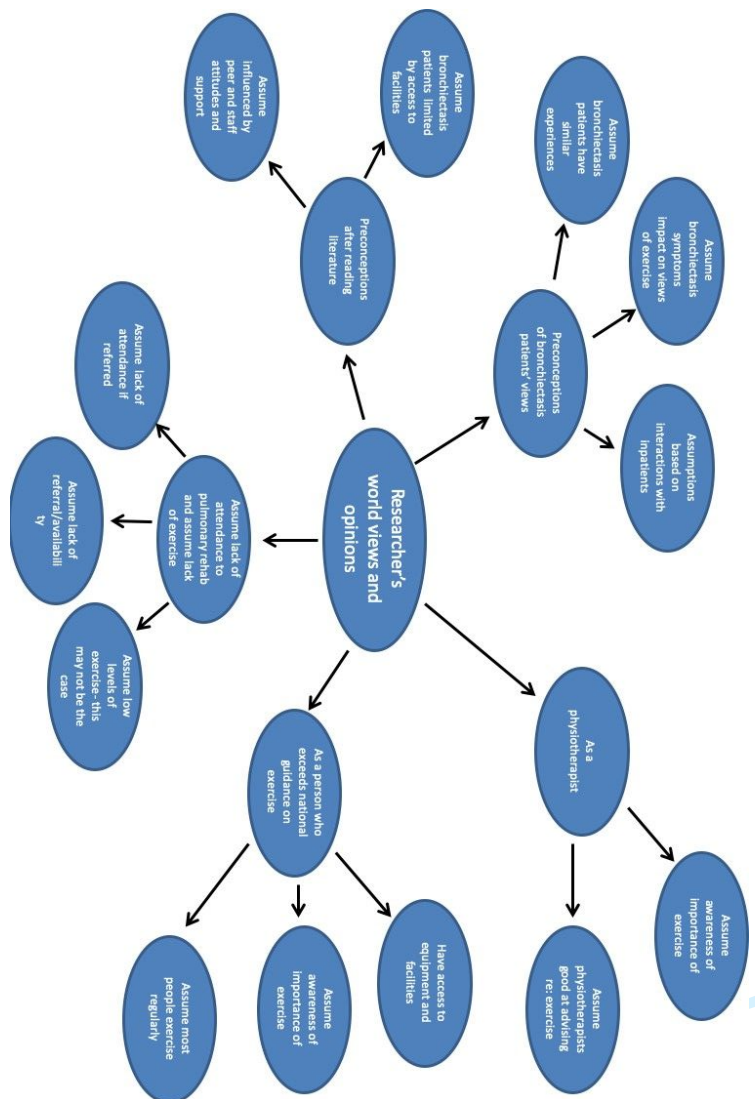 Assume
bronchiectasis
symptoms
impact on views
of exercise
Assumptions
based on
interactions with
inpatients
Assume
awareness of
importance of
exercise
Assume
bronchiectasis
patients have
similar
experiences
Preconceptions
of bronchiectasis
patients' views
As a
physiotherapist
Assume
physiotherapists
good at advising
re: exercise
Assume
bronchiectasis
patients limited
by access to
facilities
Preconceptions
after reading
literature
Researcher's
world views and
opinions
Have access to
equipment and
facilities
Assume
influenced by
peer and staff
attitudes and
support
Assume lack of
attendance to
pulmonary rehab
and assume lack
of exercise
As a person who
exceeds national
guidance on
exercise
Assume
awareness of
importance of
exercise
Assume lack of
attendance if
referred
Assume lack of
referral/availabili
ty
Assume low
levels of
exercise - this
may not be the
case
Assume most
people exercise
regularly